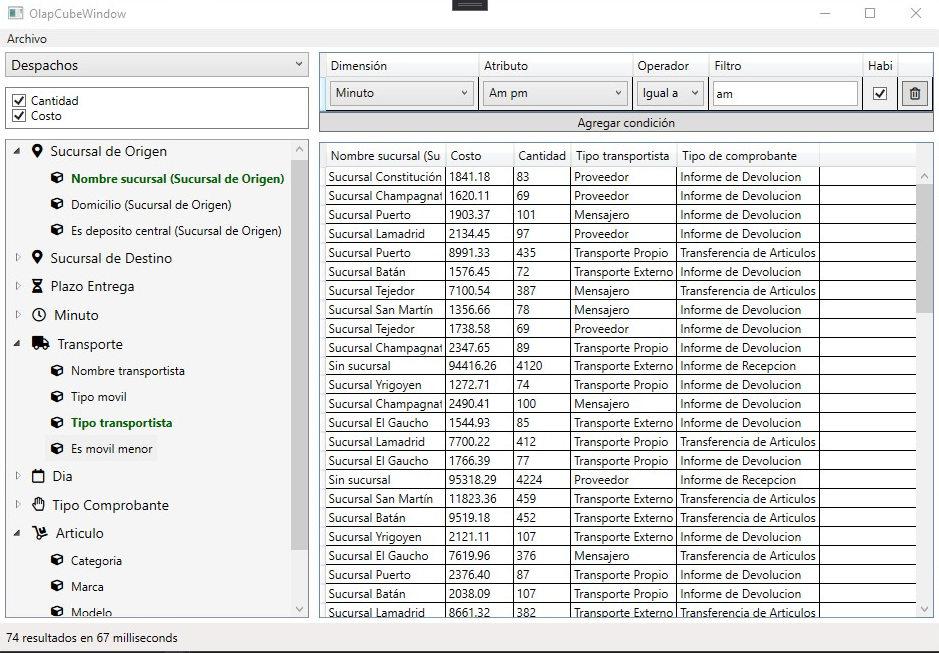 OlapCubeWindow
Archivo
Despachos
Cantidad
Costo
Sucursal de Origen
Nombre sucursal (Sucursal de Origen)
Domicilio (Sucursal de Origen)
Es deposito central (Sucursal de Origen)
Sucursal de Destino
Plazo Entrega
Minuto
Transporte
Nombre transportista
Tipo movil
Tipo transportista
Es movil menor
Dia
Tipo Comprobante
Articulo
Categoria
Marca
Modelo
Dimensión Atributo Operador Filtro Habi
Minuto Am pm Igual a am
Agregar condición
Nombre sucursal (Su Costo Cantidad Tipo transportista Tipo de comprobante
Sucursal Constitución 1841.18 83 Proveedor Informe de Devolucion
Sucursal Champagnat 1620.11 69 Proveedor Informe de Devolucion
Sucursal Puerto 1903.37 101 Mensajero Informe de Devolucion
Sucursal Lamadrid 2134.45 97 Proveedor Informe de Devolucion
Sucursal Puerto 8991.33 435 Transporte Propio Transferencia de Articulos
Sucursal Batán 1576.45 72 Transporte Externo Informe de Devolucion
Sucursal Tejedor 7100.54 387 Mensajero Transferencia de Articulos
Sucursal San Martín 1356.66 78 Mensajero Informe de Devolucion
Sucursal Tejedor 1738.58 69 Proveedor Informe de Devolucion
Sucursal Champagnat 2347.65 89 Transporte Propio Informe de Devolucion
Sin sucursal 94416.26 4120 Transporte Externo Informe de Recepcion
Sucursal Yrigoyen 1272.71 74 Transporte Propio Informe de Devolucion
Sucursal Champagnat 2490.41 100 Mensajero Informe de Devolucion
Sucursal El Gaucho 1544.93 85 Transporte Externo Informe de Devolucion
Sucursal Lamadrid 7700.22 412 Transporte Propio Transferencia de Articulos
Sucursal El Gaucho 1766.39 77 Transporte Propio Informe de Devolucion
Sin sucursal 95318.29 4224 Proveedor Informe de Recepcion
Sucursal San Martín 11823.36 459 Transporte Externo Transferencia de Articulos
Sucursal Batán 9519.18 452 Transporte Externo Transferencia de Articulos
Sucursal Yrigoyen 2121.11 107 Transporte Externo Informe de Devolucion
Sucursal El Gaucho 7619.96 376 Mensajero Transferencia de Articulos
Sucursal Puerto 2376.40 87 Transporte Propio Informe de Devolucion
Sucursal Batán 2038.09 107 Transporte Propio Informe de Devolucion
Sucursal Lamadrid 8661.32 382 Transporte Externo Transferencia de Articulos
74 resultados en 67 milliseconds